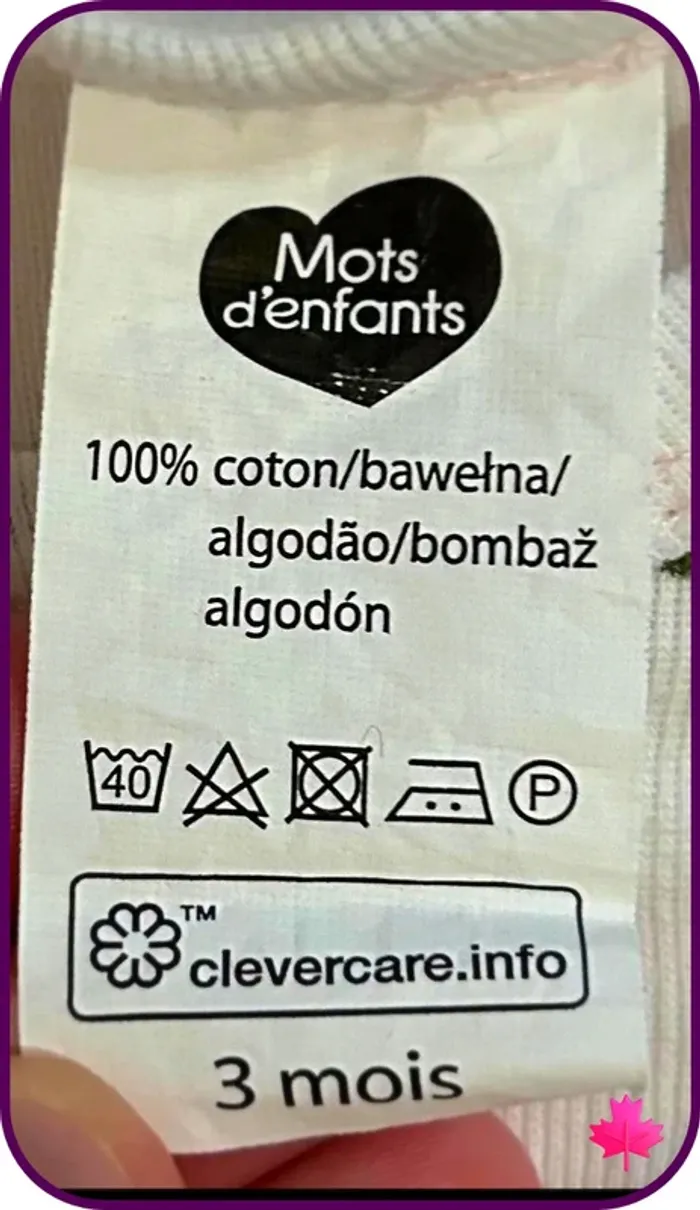 Mots
d'enfants
100% coton/bawełna/
algodão/bombaž
algodón
40
P
™
clevercare.info
3 mois